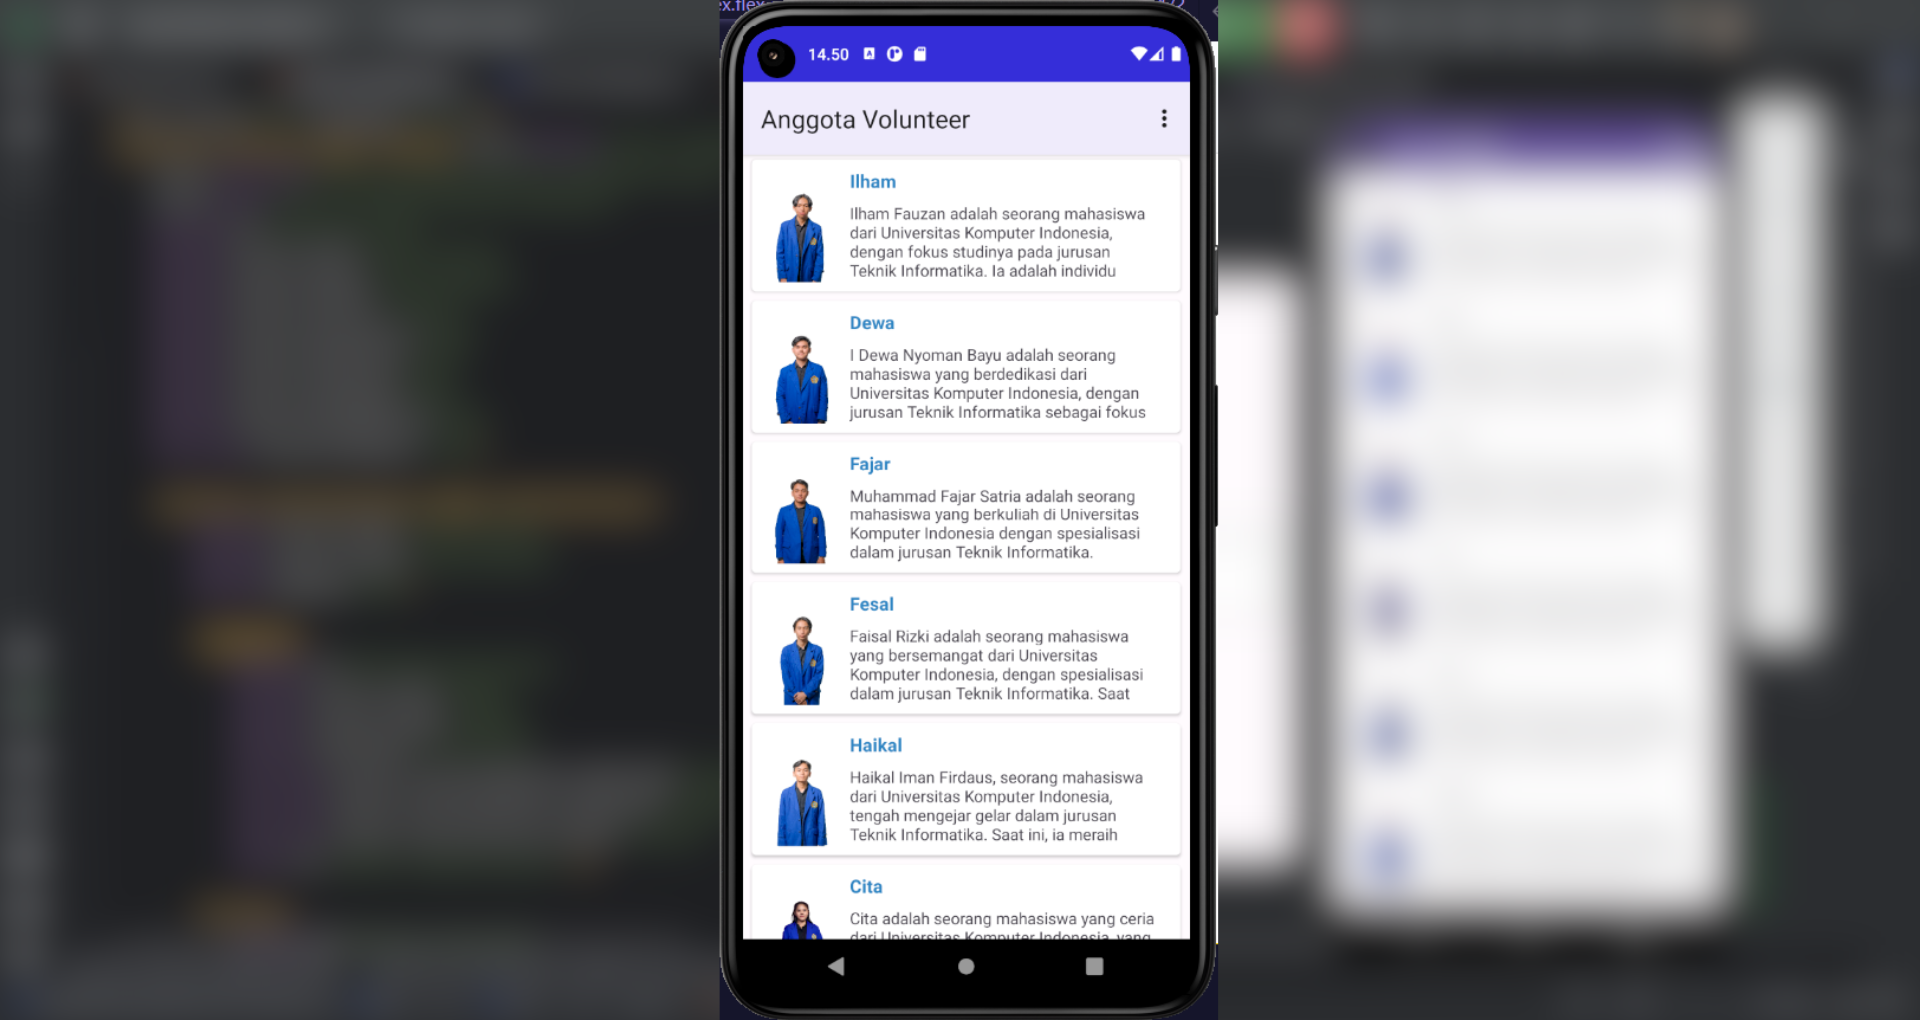 x.flex
14.50
Anggota Volunteer
Ilham
Ilham Fauzan adalah seorang mahasiswa
dari Universitas Komputer Indonesia,
dengan fokus studinya pada jurusan
Teknik Informatika. Ia adalah individu
Dewa
I Dewa Nyoman Bayu adalah seorang
mahasiswa yang berdedikasi dari
Universitas Komputer Indonesia, dengan
jurusan Teknik Informatika sebagai fokus
Fajar
Muhammad Fajar Satria adalah seorang
mahasiswa yang berkuliah di Universitas
Komputer Indonesia dengan spesialisasi
dalam jurusan Teknik Informatika.
Fesal
Faisal Rizki adalah seorang mahasiswa
yang bersemangat dari Universitas
Komputer Indonesia, dengan spesialisasi
dalam jurusan Teknik Informatika. Saat
Haikal
Haikal Iman Firdaus, seorang mahasiswa
dari Universitas Komputer Indonesia,
tengah mengejar gelar dalam jurusan
Teknik Informatika. Saat ini, ia meraih
Cita
Cita adalah seorang mahasiswa yang ceria
dari Universitas Komputer Indonesia, yang